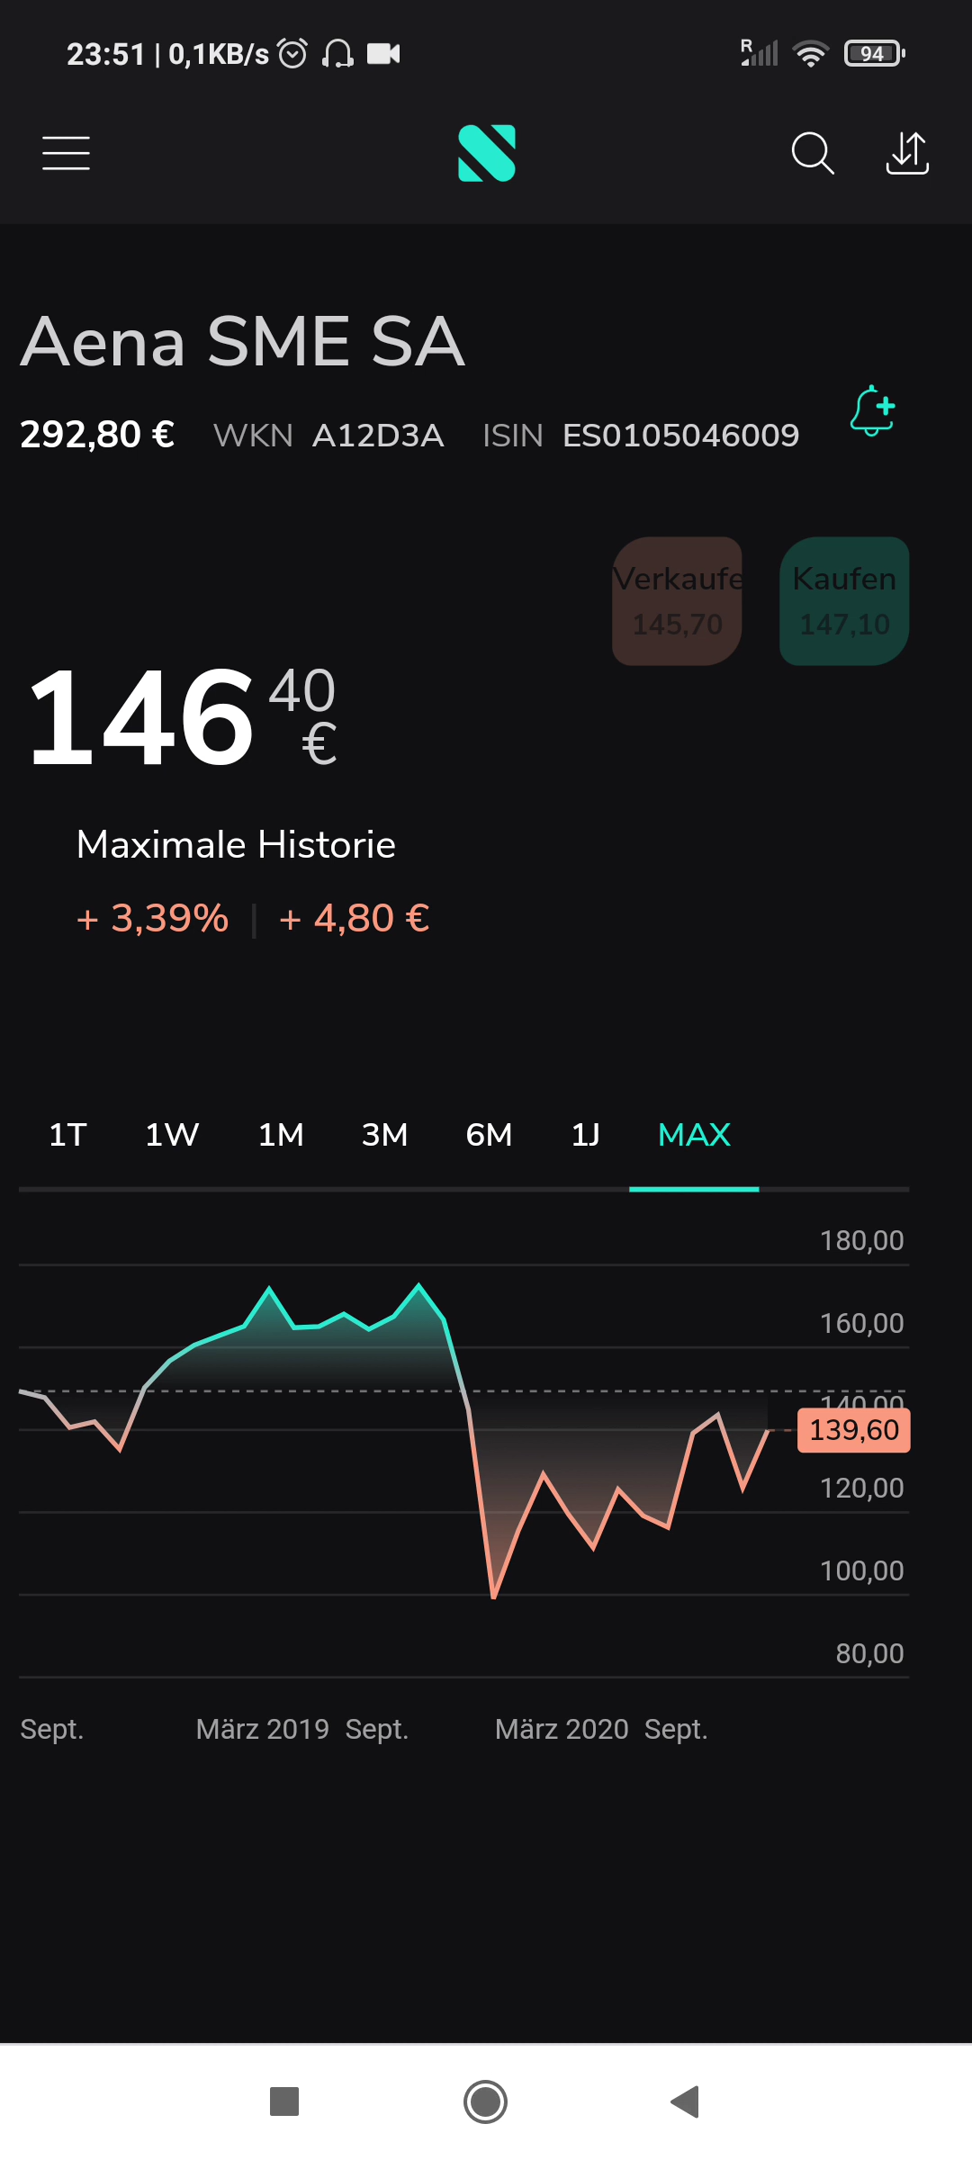 23:51 | 0,1KB/s
R 94
Aena SME SA
292,80 € WKN A12D3A ISIN ES0105046009
Verkaufe Kaufen
145,70 147,10
146 40 €
Maximale Historie
+ 3,39% | + 4,80 €
1T 1W 1M 3M 6M 1J MAX
180,00
160,00
140,00
139,60
120,00
100,00
80,00
Sept. März 2019 Sept. März 2020 Sept.